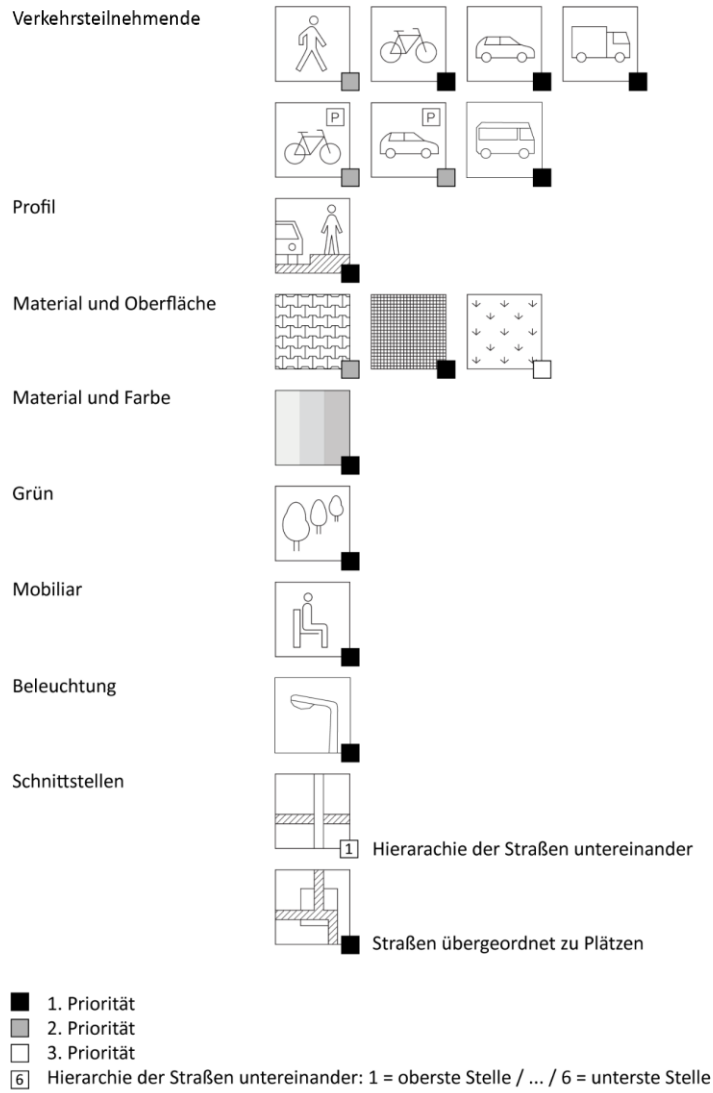 Verkehrsteilnehmende
P
P
Profil
Material und Oberfläche
Material und Farbe
Grün
Mobiliar
Beleuchtung
Schnittstellen
1 Hierarachie der Straßen untereinander
Straßen übergeordnet zu Plätzen
1. Priorität
2. Priorität
3. Priorität
6 Hierarchie der Straßen untereinander: 1 = oberste Stelle / ... / 6 = unterste Stelle